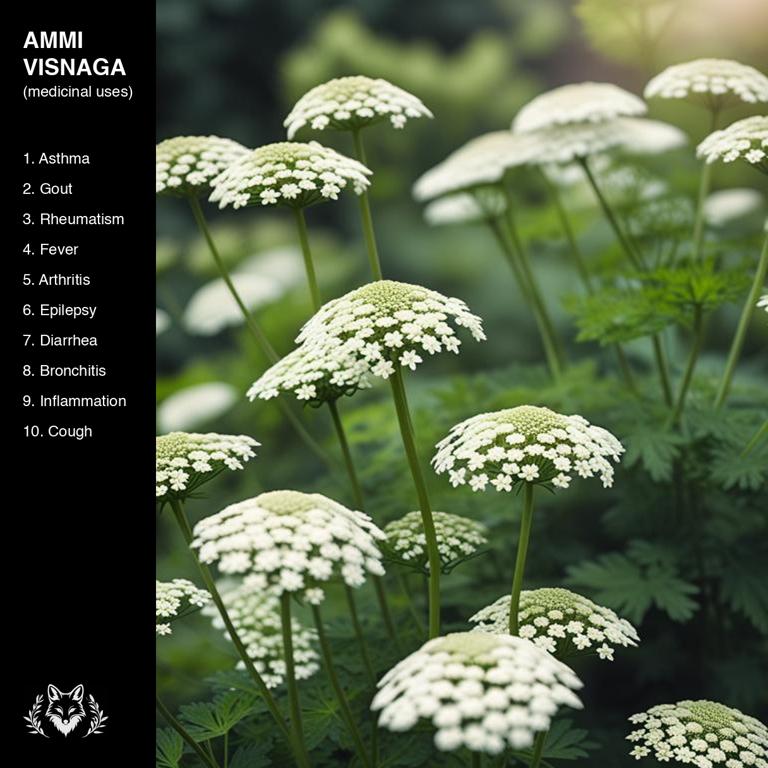 AMMI
VISNAGA
(medicinal uses)
1. Asthma
2. Gout
3. Rheumatism
4. Fever
5. Arthritis
6. Epilepsy
7. Diarrhea
8. Bronchitis
9. Inflammation
10. Cough